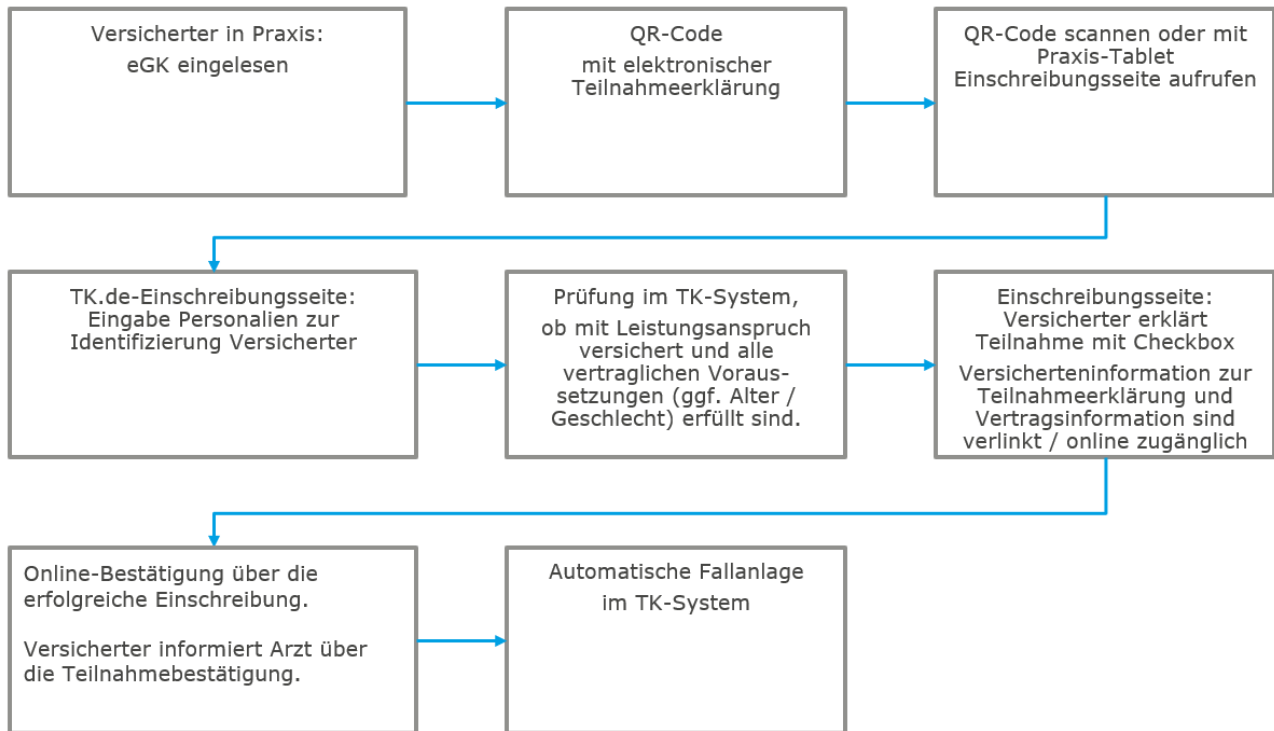 Versicherter in Praxis:
eGK eingelesen
QR-Code
mit elektronischer
Teilnahmeerklärung
QR-Code scannen oder mit
Praxis-Tablet
Einschreibungsseite aufrufen
TK.de-Einschreibungsseite:
Eingabe Personalien zur
Identifizierung Versicherter
Prüfung im TK-System,
ob mit Leistungsanspruch
versichert und alle
vertraglichen Voraus-
setzungen (ggf. Alter /
Geschlecht) erfüllt sind.
Einschreibungsseite:
Versicherter erklärt
Teilnahme mit Checkbox
Versicherteninformation zur
Teilnahmeerklärung und
Vertragsinformation sind
verlinkt / online zugänglich
Online-Bestätigung über die
erfolgreiche Einschreibung.
Versicherter informiert Arzt über
die Teilnahmebestätigung.
Automatische Fallanlage
im TK-System